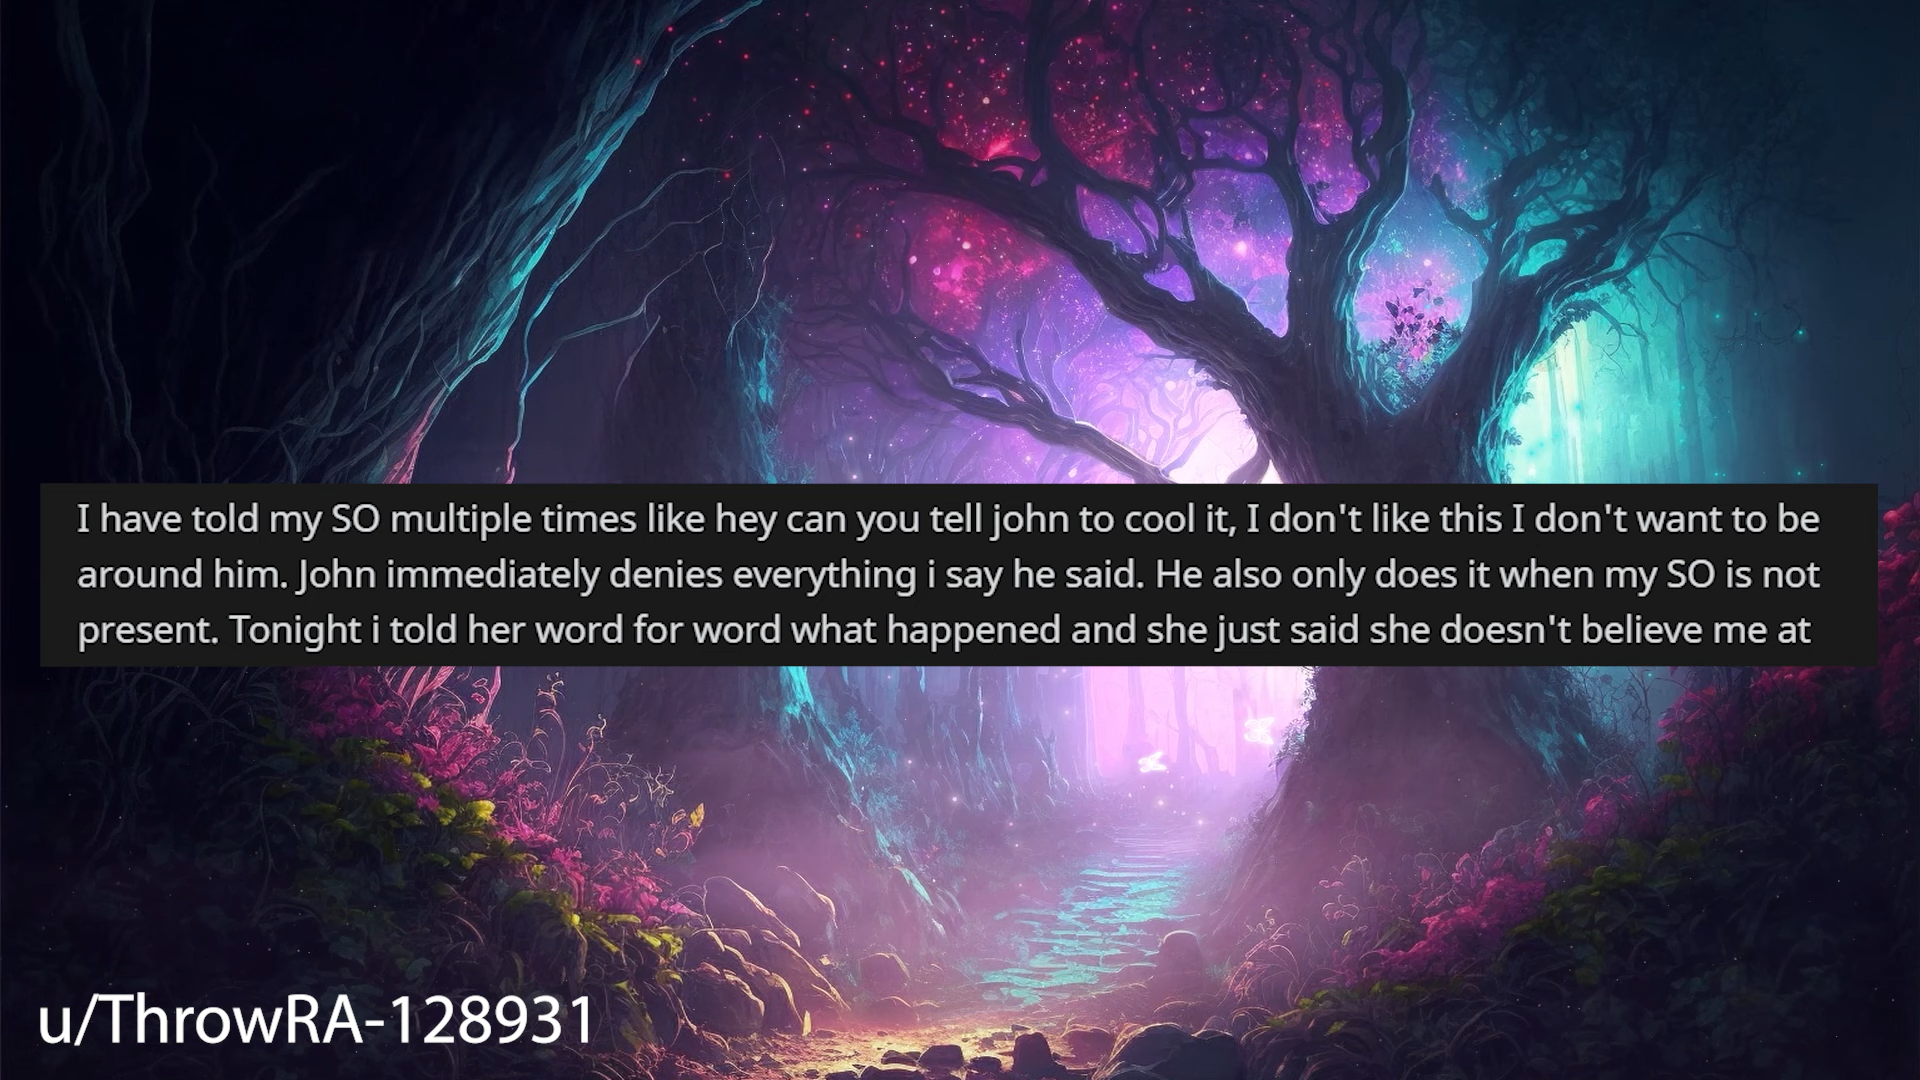 I have told my SO multiple times like hey can you tell john to cool it, I don't like this I don't want to be
around him. John immediately denies everything i say he said. He also only does it when my SO is not
present. Tonight i told her word for word what happened and she just said she doesn't believe me at
u/ThrowRA-128931